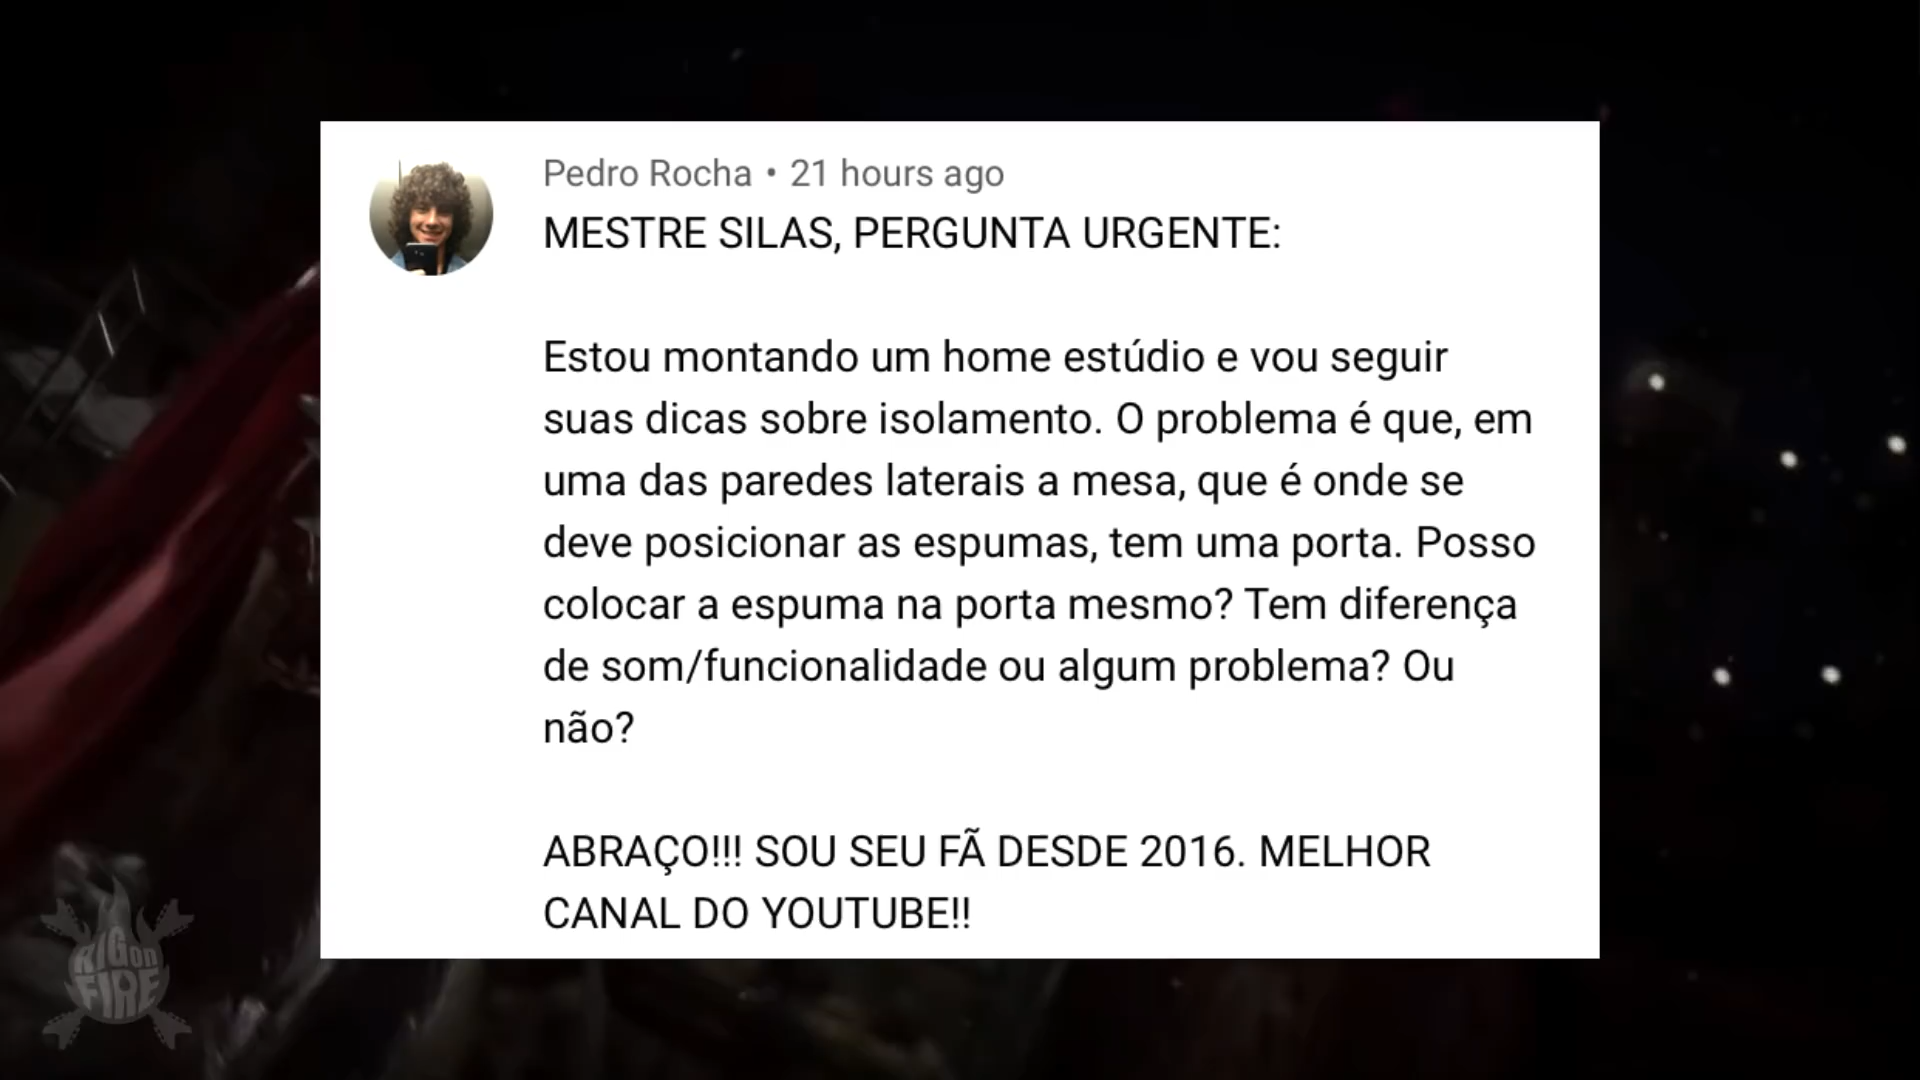 Pedro Rocha • 21 hours ago
MESTRE SILAS, PERGUNTA URGENTE:
Estou montando um home estúdio e vou seguir
suas dicas sobre isolamento. O problema é que, em
uma das paredes laterais a mesa, que é onde se
deve posicionar as espumas, tem uma porta. Posso
colocar a espuma na porta mesmo? Tem diferença
de som/funcionalidade ou algum problema? Ou
não?
ABRAÇO!!! SOU SEU FÃ DESDE 2016. MELHOR
CANAL DO YOUTUBE!!
RIG on
FIRE